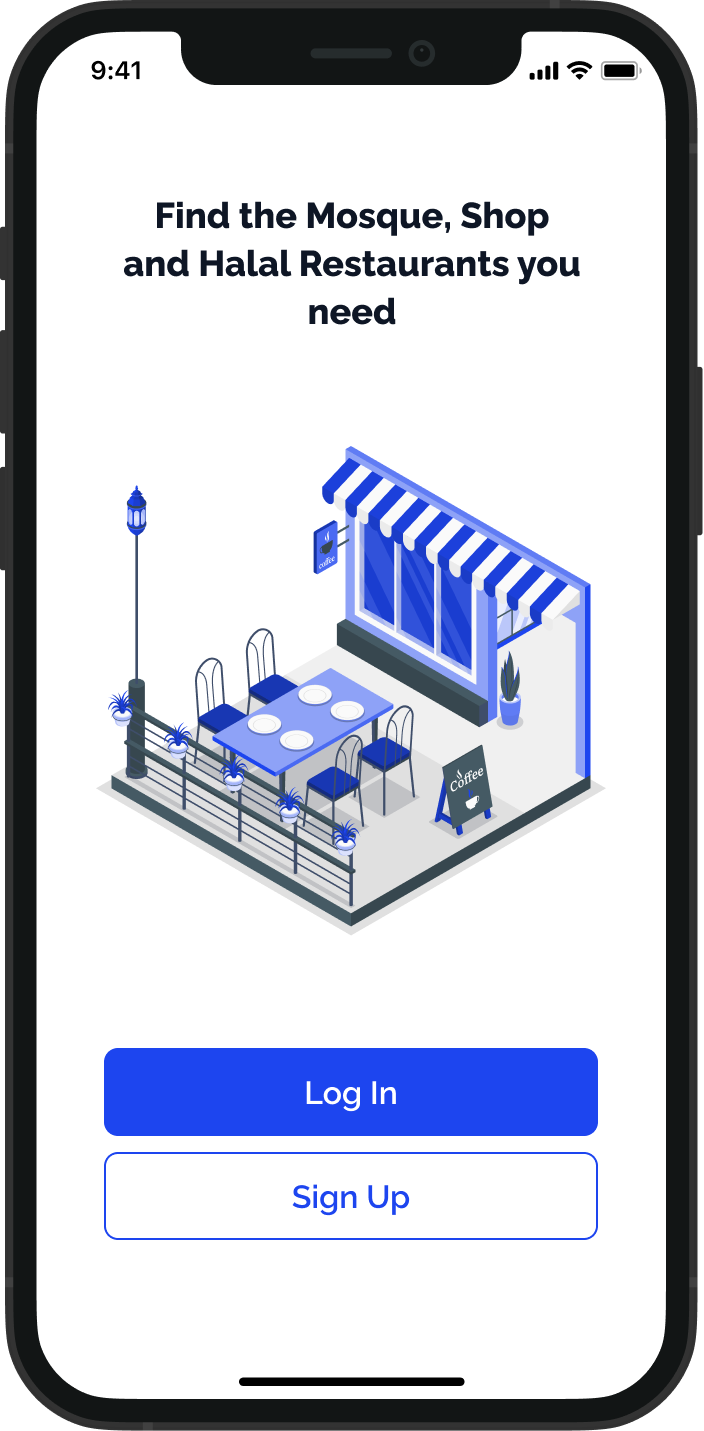 9:41
Find the Mosque, Shop
and Halal Restaurants you
need
coffee
Coffee
Log In
Sign Up